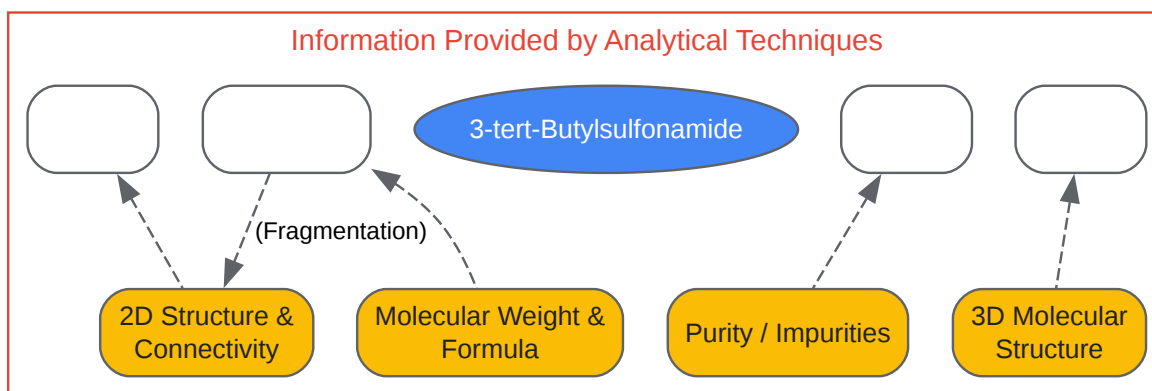 Information Provided by Analytical Techniques
3-tert-Butylsulfonamide
(Fragmentation)
2D Structure &
Connectivity
Molecular Weight &
Formula
Purity / Impurities
3D Molecular
Structure